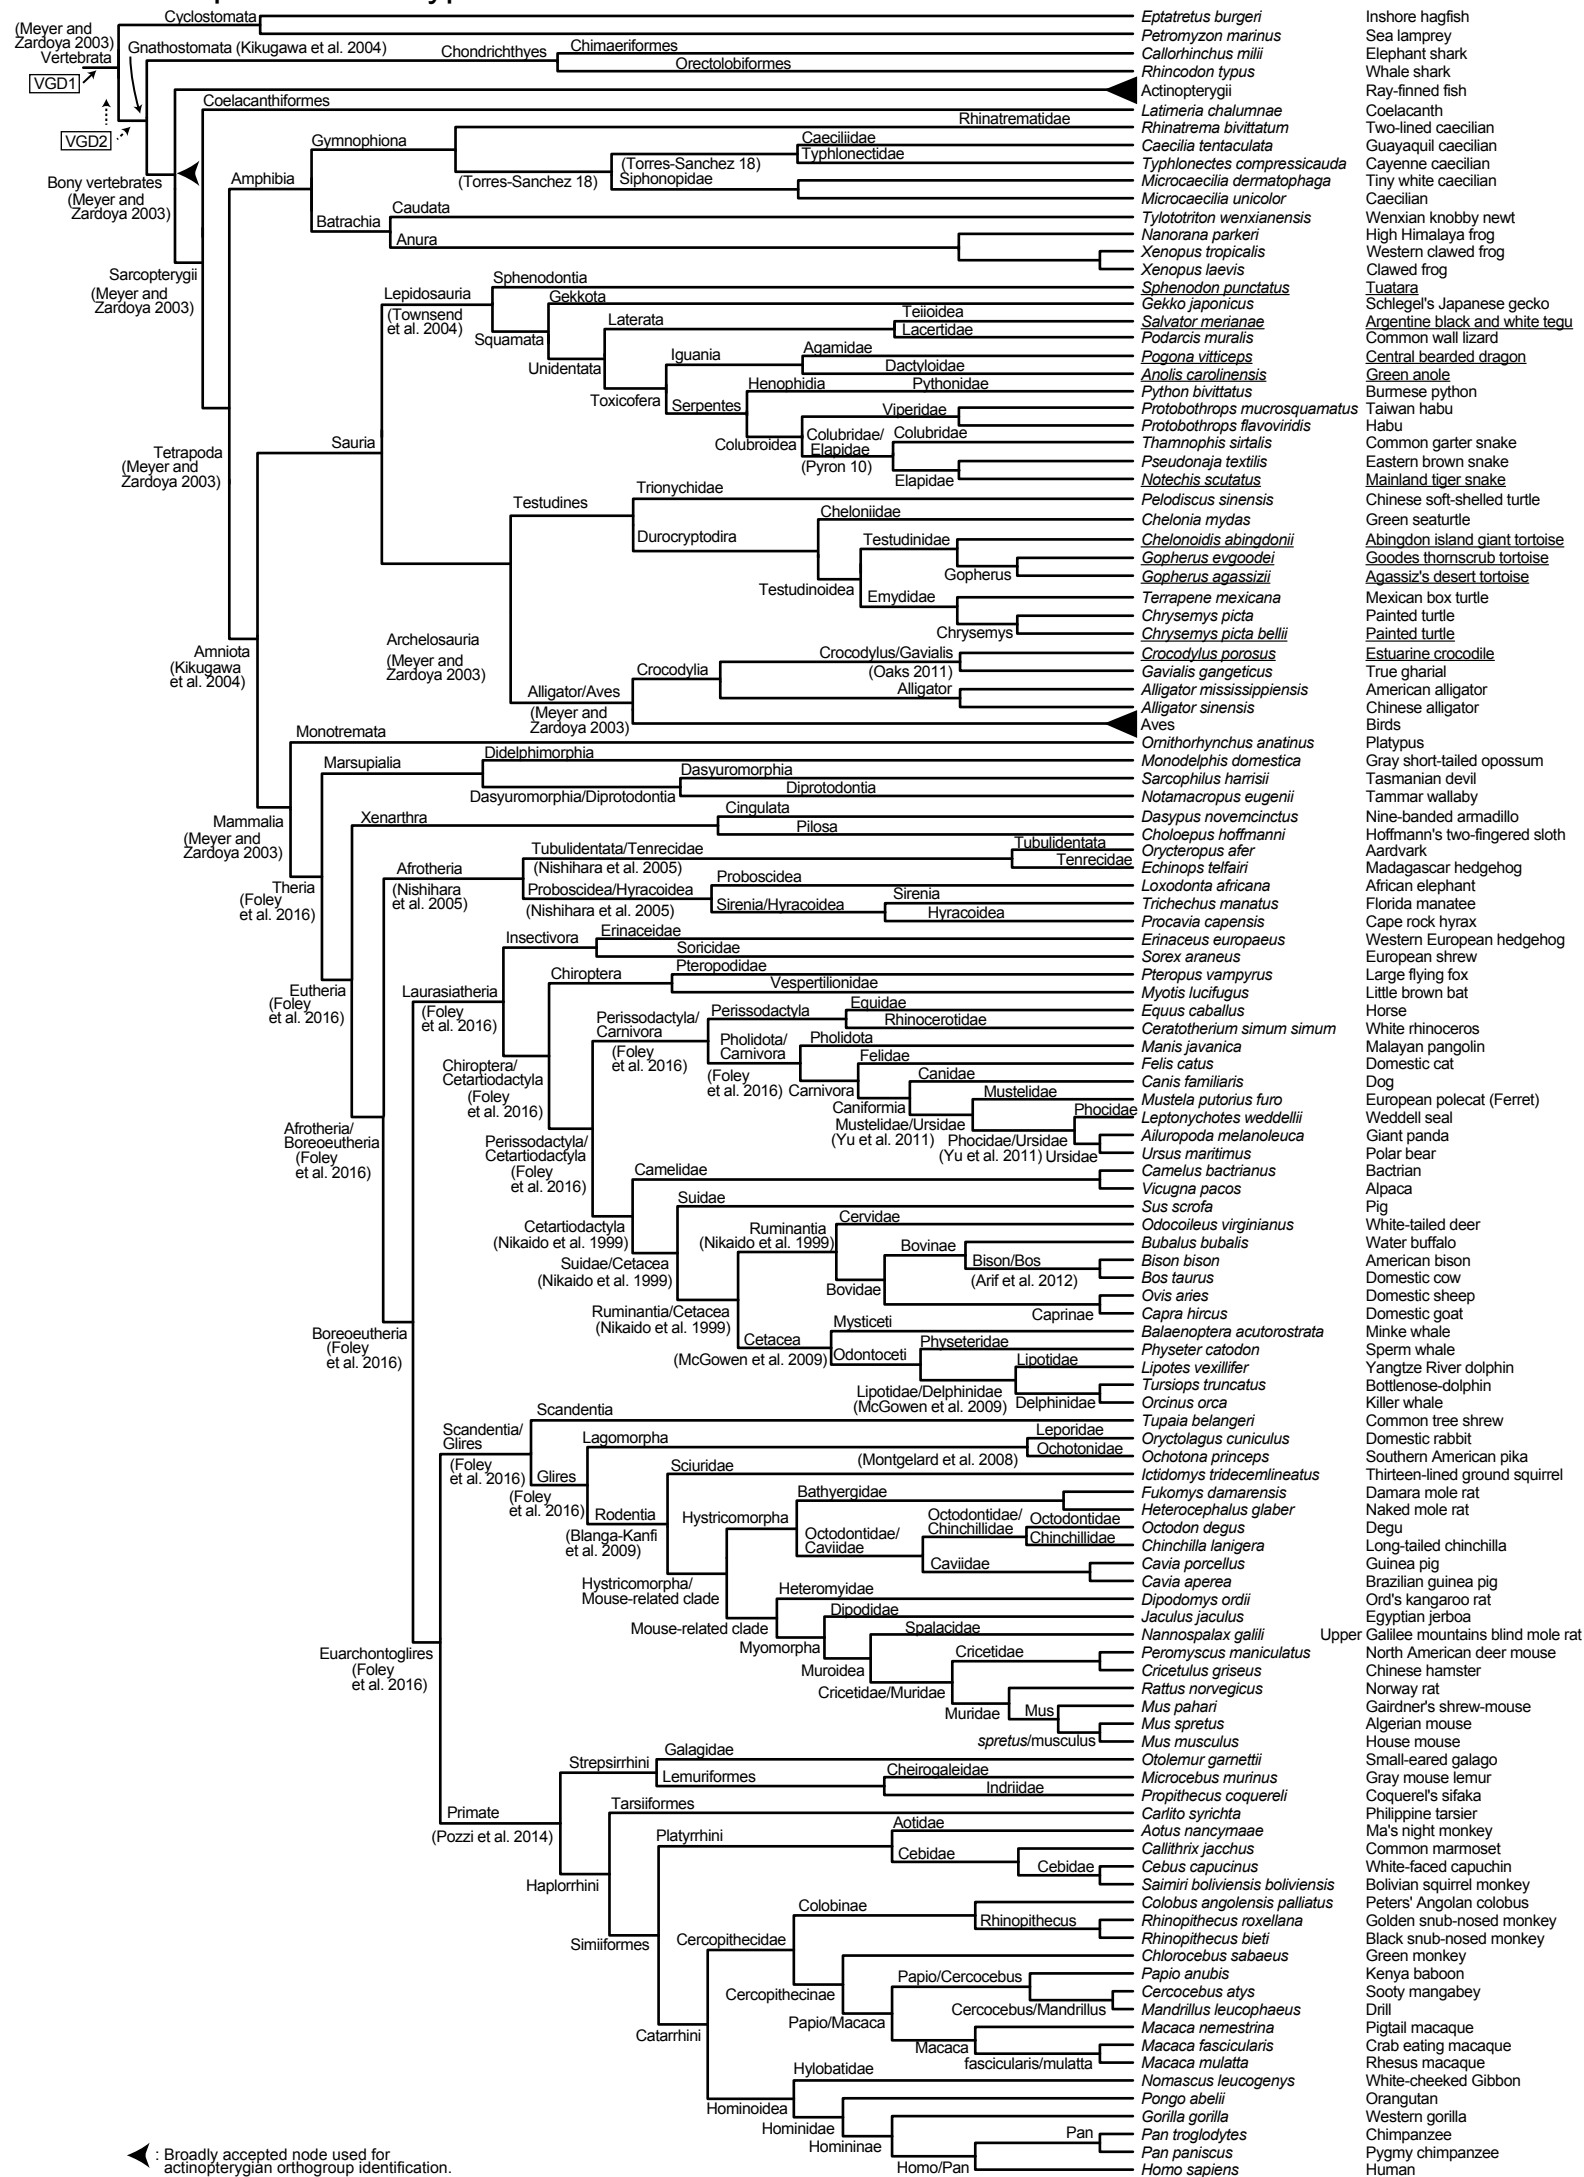 Cyclostomata
Eptatretus burgeri Inshore hagfish
(Meyer and
Zardoya 2003)
Vertebrata
Petromyzon marinus Sea lamprey
Gnathostomata (Kikugawa et al. 2004)
Chondrichthyes
Chimaeriformes
Callorhinchus milii Elephant shark
Orectolobiformes
Rhincodon typus Whale shark
VGD1
Actinopterygii Ray-finned fish
Coelacanthiformes
Latimeria chalumnae Coelacanth
VGD2
Rhinatrematidae
Rhinatrema bivittatum Two-lined caecilian
Gymnophiona
Caeciliidae
Caecilia tentaculata Guayaquil caecilian
Typhlonectidae
(Torres-Sanchez 18)
Typhlonectes compressicauda Cayenne caecilian
(Torres-Sanchez 18)
Siphonopidae
Microcaecilia dermatophaga Tiny white caecilian
Microcaecilia unicolor Caecilian
Bony vertebrates
(Meyer and
Zardoya 2003)
Amphibia
Batrachia
Caudata
Tylototriton wenxianensis Wenxian knobby newt
Anura
Nanorana parkeri High Himalaya frog
Xenopus tropicalis Western clawed frog
Xenopus laevis Clawed frog
Sarcopterygii
(Meyer and
Zardoya 2003)
Sphenodontia
Sphenodon punctatus Tuatara
Lepidosauria
(Townsend
et al. 2004)
Gekkota
Gekko japonicus Schlegel's Japanese gecko
Squamata
Laterata
Teiioidea
Salvator merianae Argentine black and white tegu
Lacertidae
Podarcis muralis Common wall lizard
Unidentata
Iguania
Agamidae
Pogona vitticeps Central bearded dragon
Dactyloidae
Anolis carolinensis Green anole
Toxicofera
Serpentes
Henophidia
Pythonidae
Python bivittatus Burmese python
Viperidae
Protobothrops mucrosquamatus Taiwan habu
Protobothrops flavoviridis Habu
Colubroidea
Colubridae/
Elapidae
(Pyron 10)
Colubridae
Thamnophis sirtalis Common garter snake
Pseudonaja textilis Eastern brown snake
Elapidae
Notechis scutatus Mainland tiger snake
Sauria
Tetrapoda
(Meyer and
Zardoya 2003)
Testudines
Trionychidae
Pelodiscus sinensis Chinese soft-shelled turtle
Durocryptodira
Cheloniidae
Chelonia mydas Green seaturtle
Testudinidae
Chelonoidis abingdonii Abingdon island giant tortoise
Gopherus evgoodei Goodes thornscrub tortoise
Gopherus
Gopherus agassizii Agassiz's desert tortoise
Testudinoidea
Emydidae
Terrapene mexicana Mexican box turtle
Chrysemys picta Painted turtle
Chrysemys
Chrysemys picta bellii Painted turtle
Archelosauria
(Meyer and
Zardoya 2003)
Amniota
(Kikugawa
et al. 2004)
Crocodylia
Crocodylus/Gavialis
(Oaks 2011)
Crocodylus porosus Estuarine crocodile
Gavialis gangeticus True gharial
Alligator
Alligator mississippiensis American alligator
Alligator sinensis Chinese alligator
Alligator/Aves
(Meyer and
Zardoya 2003)
Aves Birds
Monotremata
Ornithorhynchus anatinus Platypus
Marsupialia
Didelphimorphia
Monodelphis domestica Gray short-tailed opossum
Dasyuromorphia
Sarcophilus harrisii Tasmanian devil
Dasyuromorphia/Diprotodontia
Diprotodontia
Notamacropus eugenii Tammar wallaby
Mammalia
(Meyer and
Zardoya 2003)
Xenarthra
Cingulata
Dasypus novemcinctus Nine-banded armadillo
Pilosa
Choloepus hoffmanni Hoffmann's two-fingered sloth
Theria
(Foley
et al. 2016)
Afrotheria
(Nishihara
et al. 2005)
Tubulidentata/Tenrecidae
(Nishihara et al. 2005)
Tubulidentata
Orycteropus afer Aardvark
Tenrecidae
Echinops telfairi Madagascar hedgehog
Proboscidea/Hyracoidea
(Nishihara et al. 2005)
Proboscidea
Loxodonta africana African elephant
Sirenia/Hyracoidea
Sirenia
Trichechus manatus Florida manatee
Hyracoidea
Procavia capensis Cape rock hyrax
Eutheria
(Foley
et al. 2016)
Laurasiatheria
(Foley
et al. 2016)
Insectivora
Erinaceidae
Erinaceus europaeus Western European hedgehog
Soricidae
Sorex araneus European shrew
Chiroptera
Pteropodidae
Pteropus vampyrus Large flying fox
Vespertilionidae
Myotis lucifugus Little brown bat
Chiroptera/
Cetartiodactyla
(Foley
et al. 2016)
Perissodactyla/
Carnivora
(Foley
et al. 2016)
Perissodactyla
Equidae
Equus caballus Horse
Rhinocerotidae
Ceratotherium simum simum White rhinoceros
Pholidota/
Carnivora
(Foley
et al. 2016)
Pholidota
Manis javanica Malayan pangolin
Carnivora
Felidae
Felis catus Domestic cat
Caniformia
Canidae
Canis familiaris Dog
Mustelidae/Ursidae
(Yu et al. 2011)
Mustelidae
Mustela putorius furo European polecat (Ferret)
Phocidae
Leptonychotes weddellii Weddell seal
Phocidae/Ursidae
(Yu et al. 2011)
Ailuropoda melanoleuca Giant panda
Ursidae
Ursus maritimus Polar bear
Afrotheria/
Boreoeutheria
(Foley
et al. 2016)
Perissodactyla/
Cetartiodactyla
(Foley
et al. 2016)
Camelidae
Camelus bactrianus Bactrian
Vicugna pacos Alpaca
Cetartiodactyla
(Nikaido et al. 1999)
Suidae
Sus scrofa Pig
Suidae/Cetacea
(Nikaido et al. 1999)
Ruminantia
(Nikaido et al. 1999)
Cervidae
Odocoileus virginianus White-tailed deer
Bovidae
Bovinae
Bubalus bubalis Water buffalo
Bison/Bos
(Arif et al. 2012)
Bison bison American bison
Bos taurus Domestic cow
Ovis aries Domestic sheep
Caprinae
Capra hircus Domestic goat
Ruminantia/Cetacea
(Nikaido et al. 1999)
Cetacea
(McGowen et al. 2009)
Mysticeti
Balaenoptera acutorostrata Minke whale
Odontoceti
Physeteridae
Physeter catodon Sperm whale
Lipotidae
Lipotes vexillifer Yangtze River dolphin
Lipotidae/Delphinidae
(McGowen et al. 2009)
Tursiops truncatus Bottlenose-dolphin
Delphinidae
Orcinus orca Killer whale
Boreoeutheria
(Foley
et al. 2016)
Scandentia/
Glires
(Foley
et al. 2016)
Scandentia
Tupaia belangeri Common tree shrew
Glires
(Foley
et al. 2016)
Lagomorpha
(Montgelard et al. 2008)
Leporidae
Oryctolagus cuniculus Domestic rabbit
Ochotonidae
Ochotona princeps Southern American pika
Rodentia
(Blanga-Kanfi
et al. 2009)
Sciuridae
Ictidomys tridecemlineatus Thirteen-lined ground squirrel
Hystricomorpha
Bathyergidae
Fukomys damarensis Damara mole rat
Heterocephalus glaber Naked mole rat
Octodontidae/
Caviidae
Octodontidae/
Chinchillidae
Octodontidae
Octodon degus Degu
Chinchillidae
Chinchilla lanigera Long-tailed chinchilla
Caviidae
Cavia porcellus Guinea pig
Cavia aperea Brazilian guinea pig
Hystricomorpha/
Mouse-related clade
Heteromyidae
Dipodomys ordii Ord's kangaroo rat
Mouse-related clade
Dipodidae
Jaculus jaculus Egyptian jerboa
Myomorpha
Spalacidae
Nannospalax galili Upper Galilee mountains blind mole rat
Muroidea
Cricetidae
Peromyscus maniculatus North American deer mouse
Cricetulus griseus Chinese hamster
Cricetidae/Muridae
Rattus norvegicus Norway rat
Muridae
Mus
Mus pahari Gairdner's shrew-mouse
Mus spretus Algerian mouse
spretus/musculus
Mus musculus House mouse
Euarchontoglires
(Foley
et al. 2016)
Primate
(Pozzi et al. 2014)
Strepsirrhini
Galagidae
Otolemur garnettii Small-eared galago
Lemuriformes
Cheirogaleidae
Microcebus murinus Gray mouse lemur
Indriidae
Propithecus coquereli Coquerel's sifaka
Haplorrhini
Tarsiiformes
Carlito syrichta Philippine tarsier
Platyrrhini
Aotidae
Aotus nancymaae Ma's night monkey
Cebidae
Callithrix jacchus Common marmoset
Cebidae
Cebus capucinus White-faced capuchin
Saimiri boliviensis boliviensis Bolivian squirrel monkey
Simiiformes
Colobinae
Colobus angolensis palliatus Peters' Angolan colobus
Rhinopithecus
Rhinopithecus roxellana Golden snub-nosed monkey
Rhinopithecus bieti Black snub-nosed monkey
Cercopithecidae
Chlorocebus sabaeus Green monkey
Cercopithecinae
Papio/Cercocebus
Papio anubis Kenya baboon
Cercocebus atys Sooty mangabey
Cercocebus/Mandrillus
Mandrillus leucophaeus Drill
Papio/Macaca
Macaca nemestrina Pigtail macaque
Macaca
Macaca fascicularis Crab eating macaque
fascicularis/mulatta
Macaca mulatta Rhesus macaque
Catarrhini
Hylobatidae
Nomascus leucogenys White-cheeked Gibbon
Hominoidea
Pongo abelii Orangutan
Hominidae
Gorilla gorilla Western gorilla
Homininae
Pan
Pan troglodytes Chimpanzee
Pan paniscus Pygmy chimpanzee
Homo/Pan
Homo sapiens Human
: Broadly accepted node used for
actinopterygian orthogroup identification.